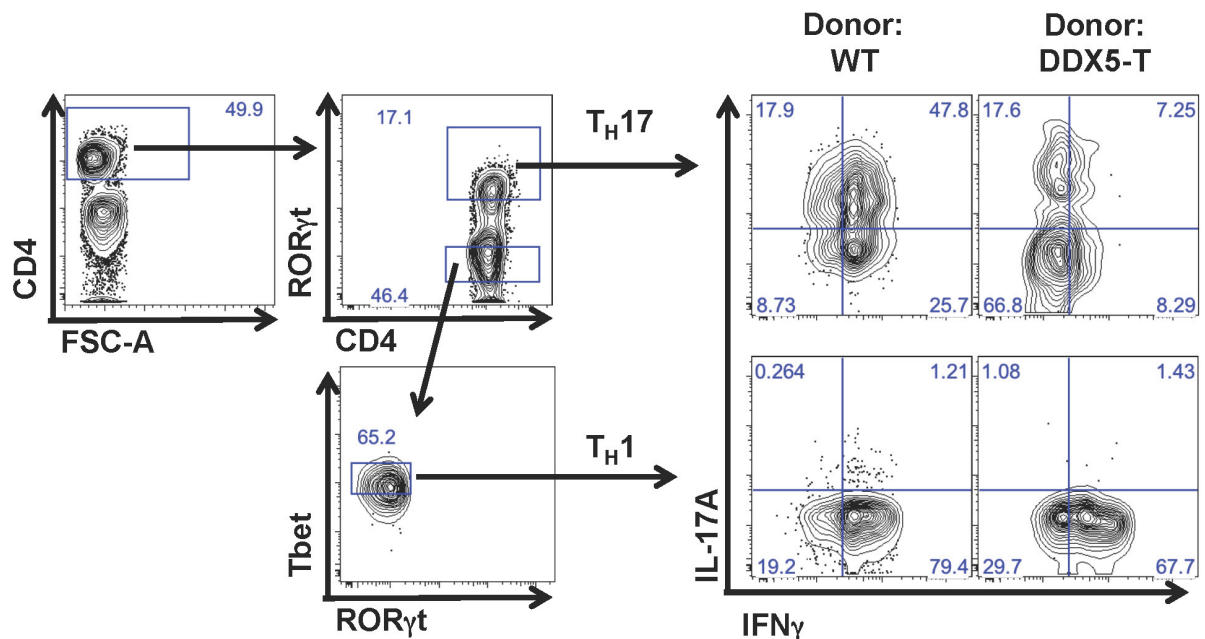 Donor:
WT
Donor:
DDX5-T
49.9
CD4
FSC-A
17.1
46.4
RORγt
CD4
TH17
17.9
47.8
8.73
25.7
17.6
7.25
66.8
8.29
65.2
Tbet
RORγt
TH1
0.264
1.21
19.2
79.4
1.08
1.43
29.7
67.7
IL-17A
IFNγ